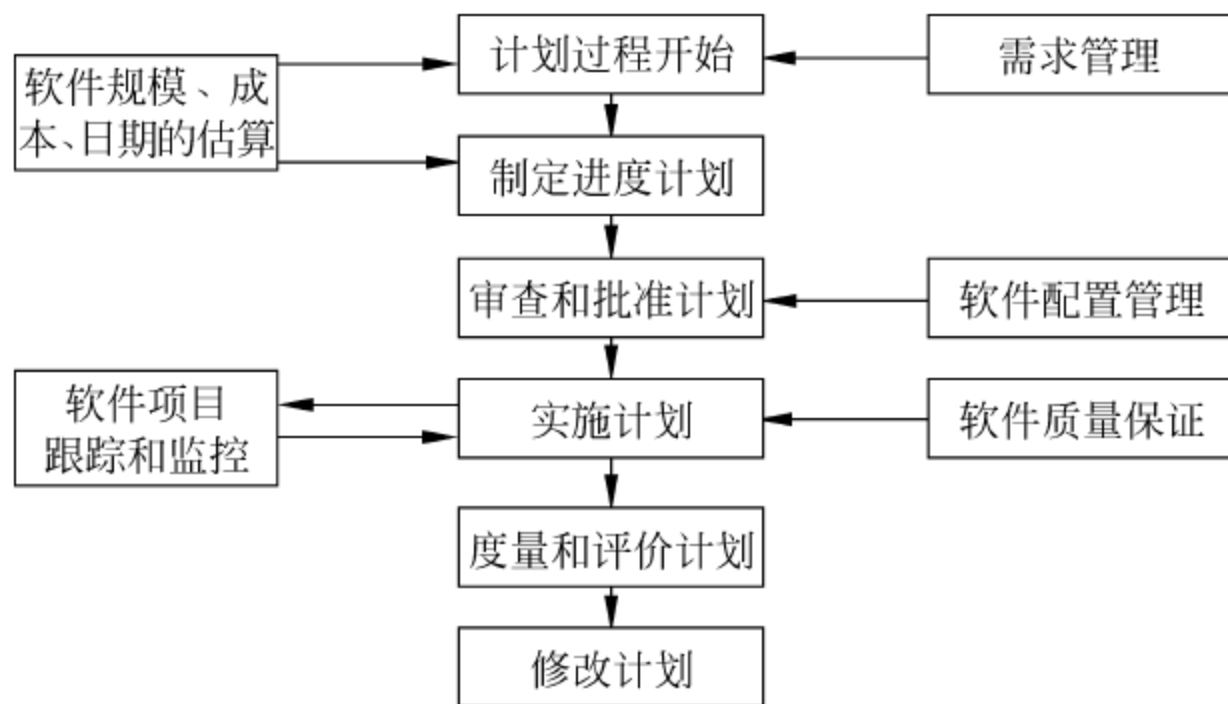 计划过程开始
需求管理
软件规模、成
本、日期的估算
制定进度计划
审查和批准计划
软件配置管理
软件项目
跟踪和监控
实施计划
软件质量保证
度量和评价计划
修改计划